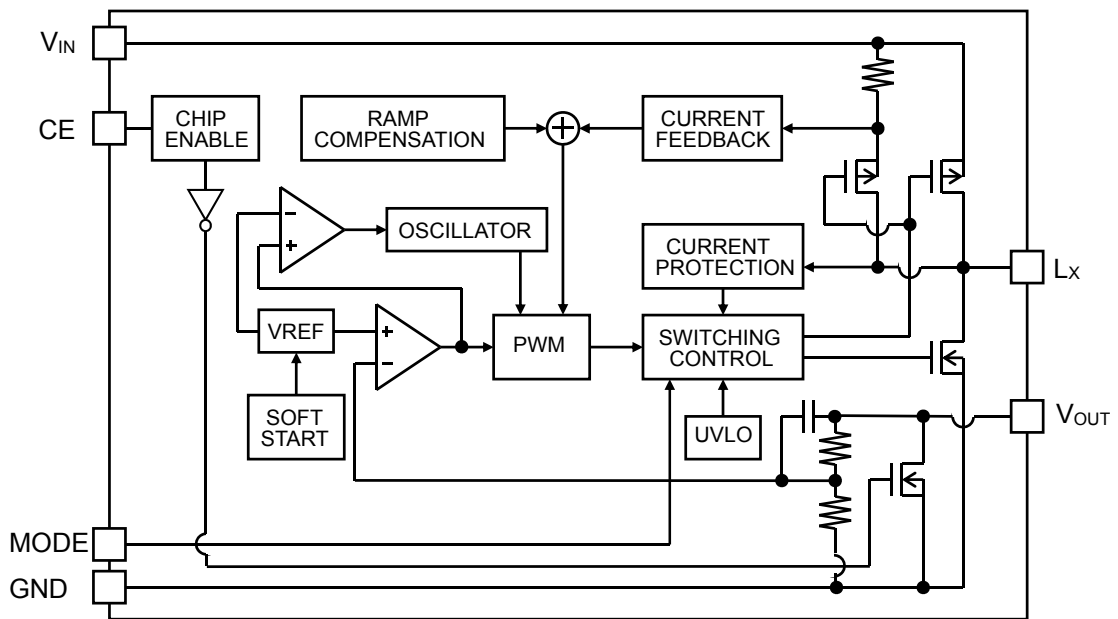 VIN
CE
CHIP
ENABLE
RAMP
COMPENSATION
+
CURRENT
FEEDBACK
−
+
OSCILLATOR
CURRENT
PROTECTION
LX
VREF
+
−
PWM
SWITCHING
CONTROL
SOFT
START
UVLO
VOUT
MODE
GND